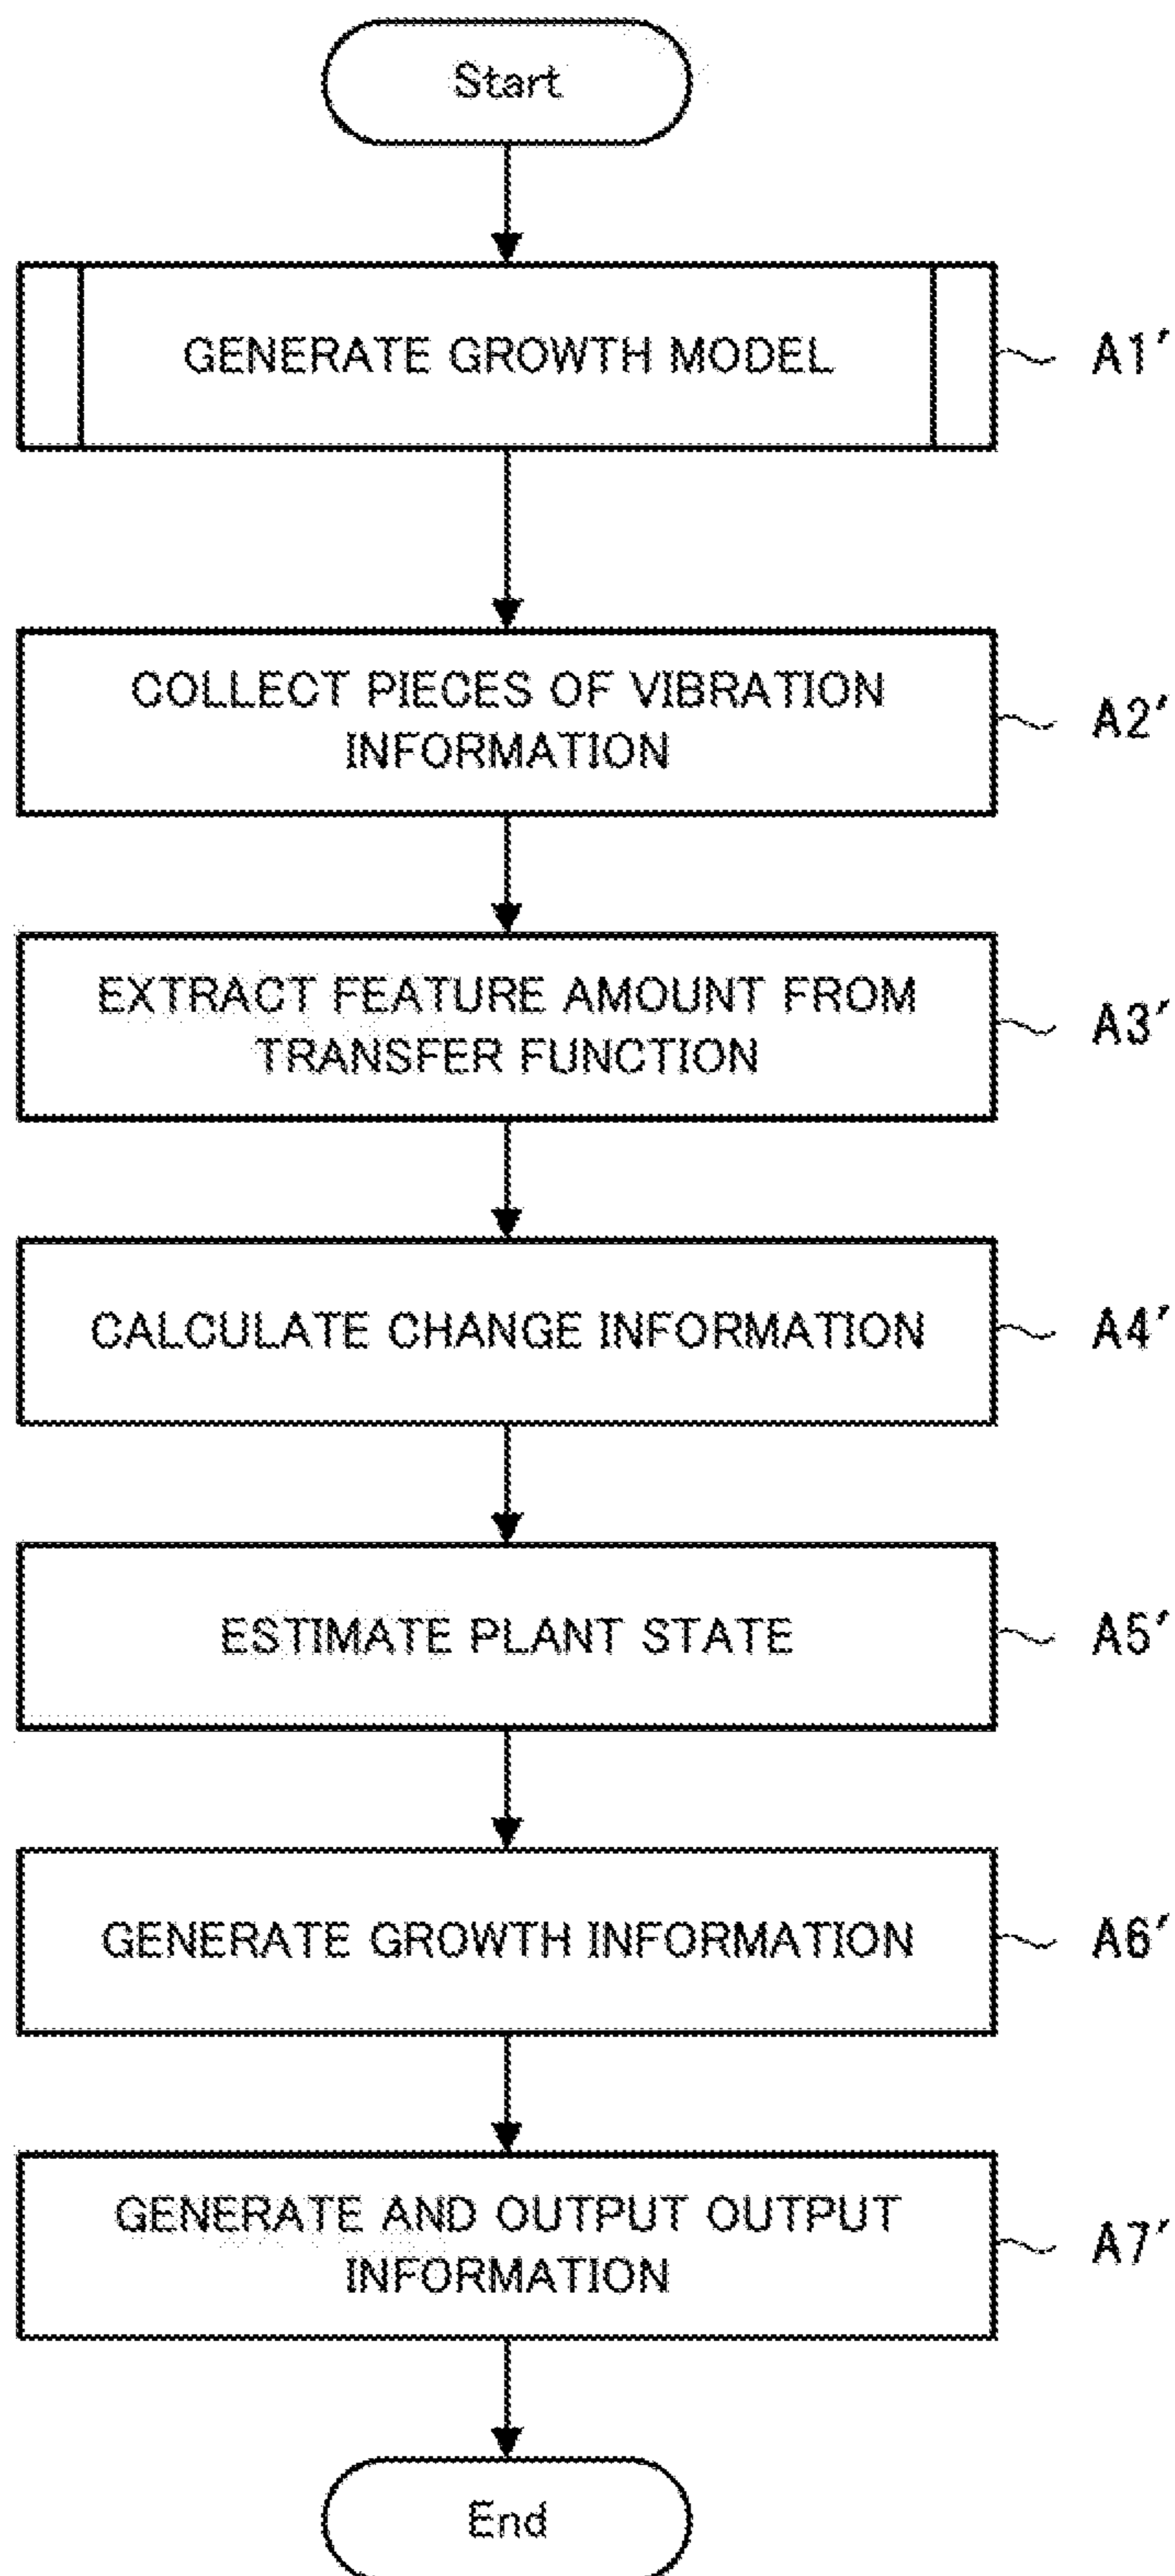 Start
GENERATE GROWTH MODEL
A1'
COLLECT PIECES OF VIBRATION
INFORMATION
A2'
EXTRACT FEATURE AMOUNT FROM
TRANSFER FUNCTION
A3'
CALCULATE CHANGE INFORMATION
A4'
ESTIMATE PLANT STATE
A5'
GENERATE GROWTH INFORMATION
A6'
GENERATE AND OUTPUT OUTPUT
INFORMATION
A7'
End